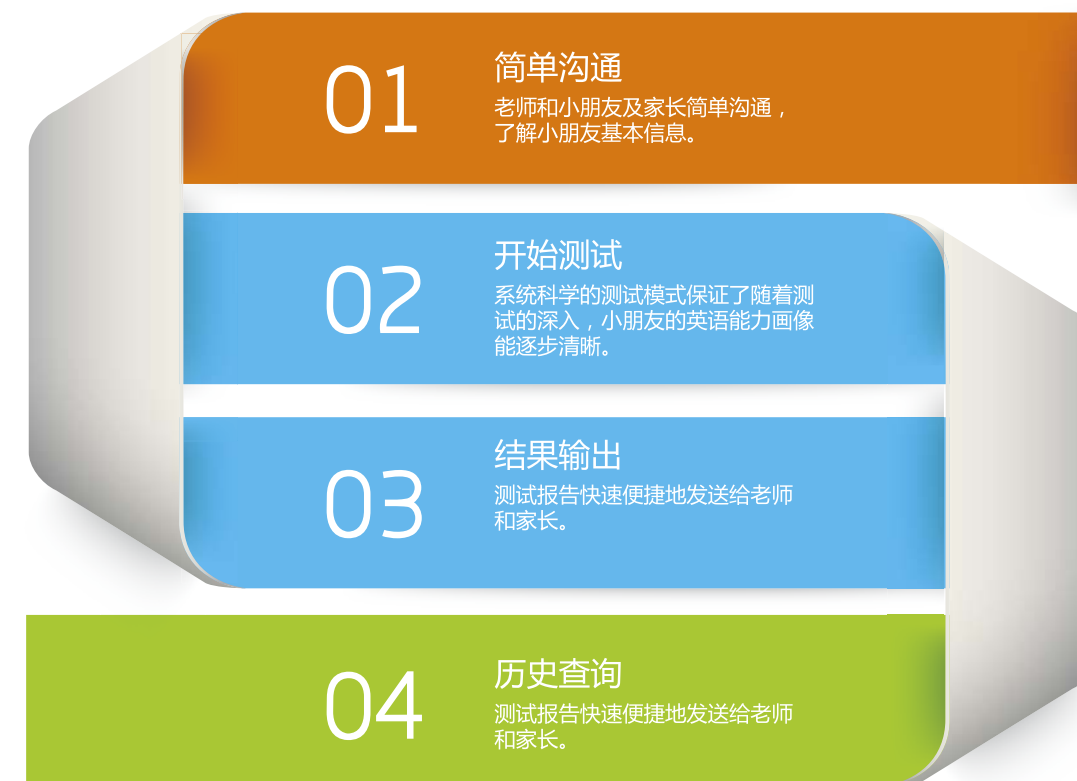 01
简单沟通
老师和小朋友及家长简单沟通，
了解小朋友基本信息。
02
开始测试
系统科学的测试模式保证了随着测
试的深入，小朋友的英语能力画像
能逐步清晰。
03
结果输出
测试报告快速便捷地发送给老师
和家长。
04
历史查询
测试报告快速便捷地发送给老师
和家长。